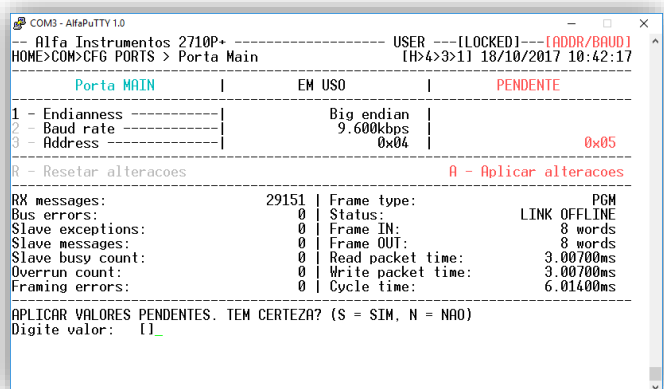 COM3 - AlfaPuTTY 1.0
-- Alfa Instrumentos 2710P+ ------------------- USER ---[LOCKED]---[ADDR/BAUD]
HOME>COM>CFG PORTS > Porta Main [H>4>3>1] 18/10/2017 10:42:17
Porta MAIN | EM USO | PENDENTE
1 - Endianness -----------| Big endian |
2 - Baud rate ------------| 9.600kbps |
3 - Address --------------| 0x04 | 0x05
R - Resetar alteracoes A - Aplicar alteracoes
RX messages: 29151 | Frame type: PGM
Bus errors: 0 | Status: LINK OFFLINE
Slave exceptions: 0 | Frame IN: 8 words
Slave messages: 0 | Frame OUT: 8 words
Slave busy count: 0 | Read packet time: 3.00700ms
Overrun count: 0 | Write packet time: 3.00700ms
Framing errors: 0 | Cycle time: 6.01400ms
APLICAR VALORES PENDENTES. TEM CERTEZA? (S = SIM, N = NAO)
Digite valor: []_